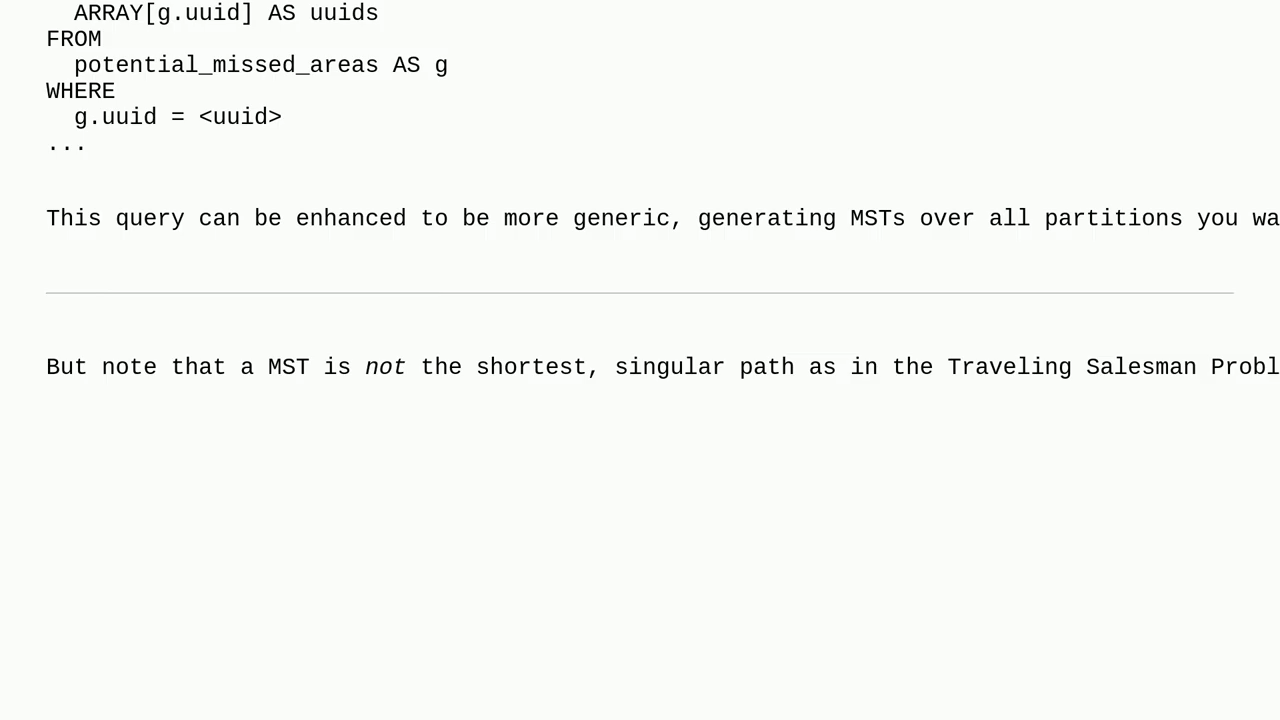 ARRAY[g.uuid] AS uuids
FROM
potential_missed_areas AS g
WHERE
g.uuid = <uuid>
...
This query can be enhanced to be more generic, generating MSTs over all partitions you
But note that a MST is not the shortest, singular path as in the Traveling Salesman